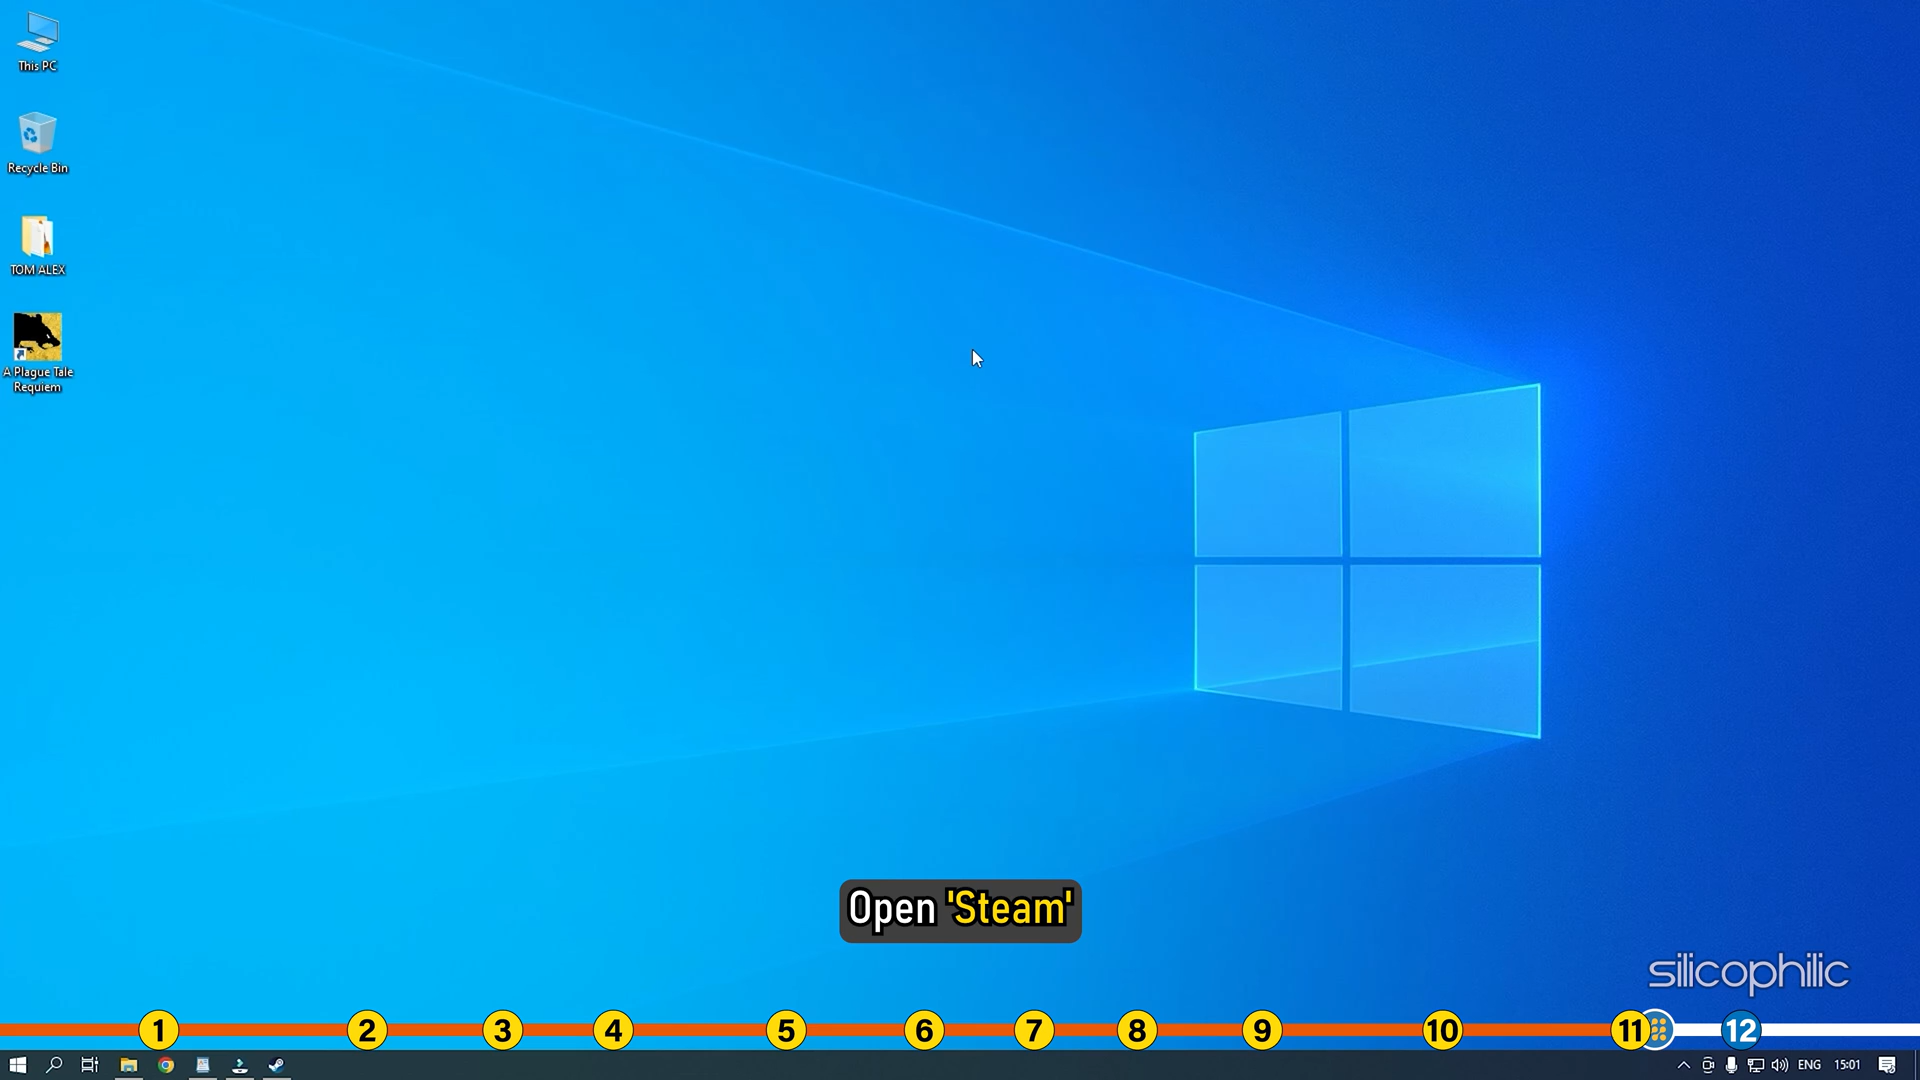 This PC
Recycle Bin
TOM ALEX
A Plague Tale
Requiem
Open 'Steam'
silicophilic
1 2 3 4 5 6 7 8 9 10 11 12
ENG 15:01